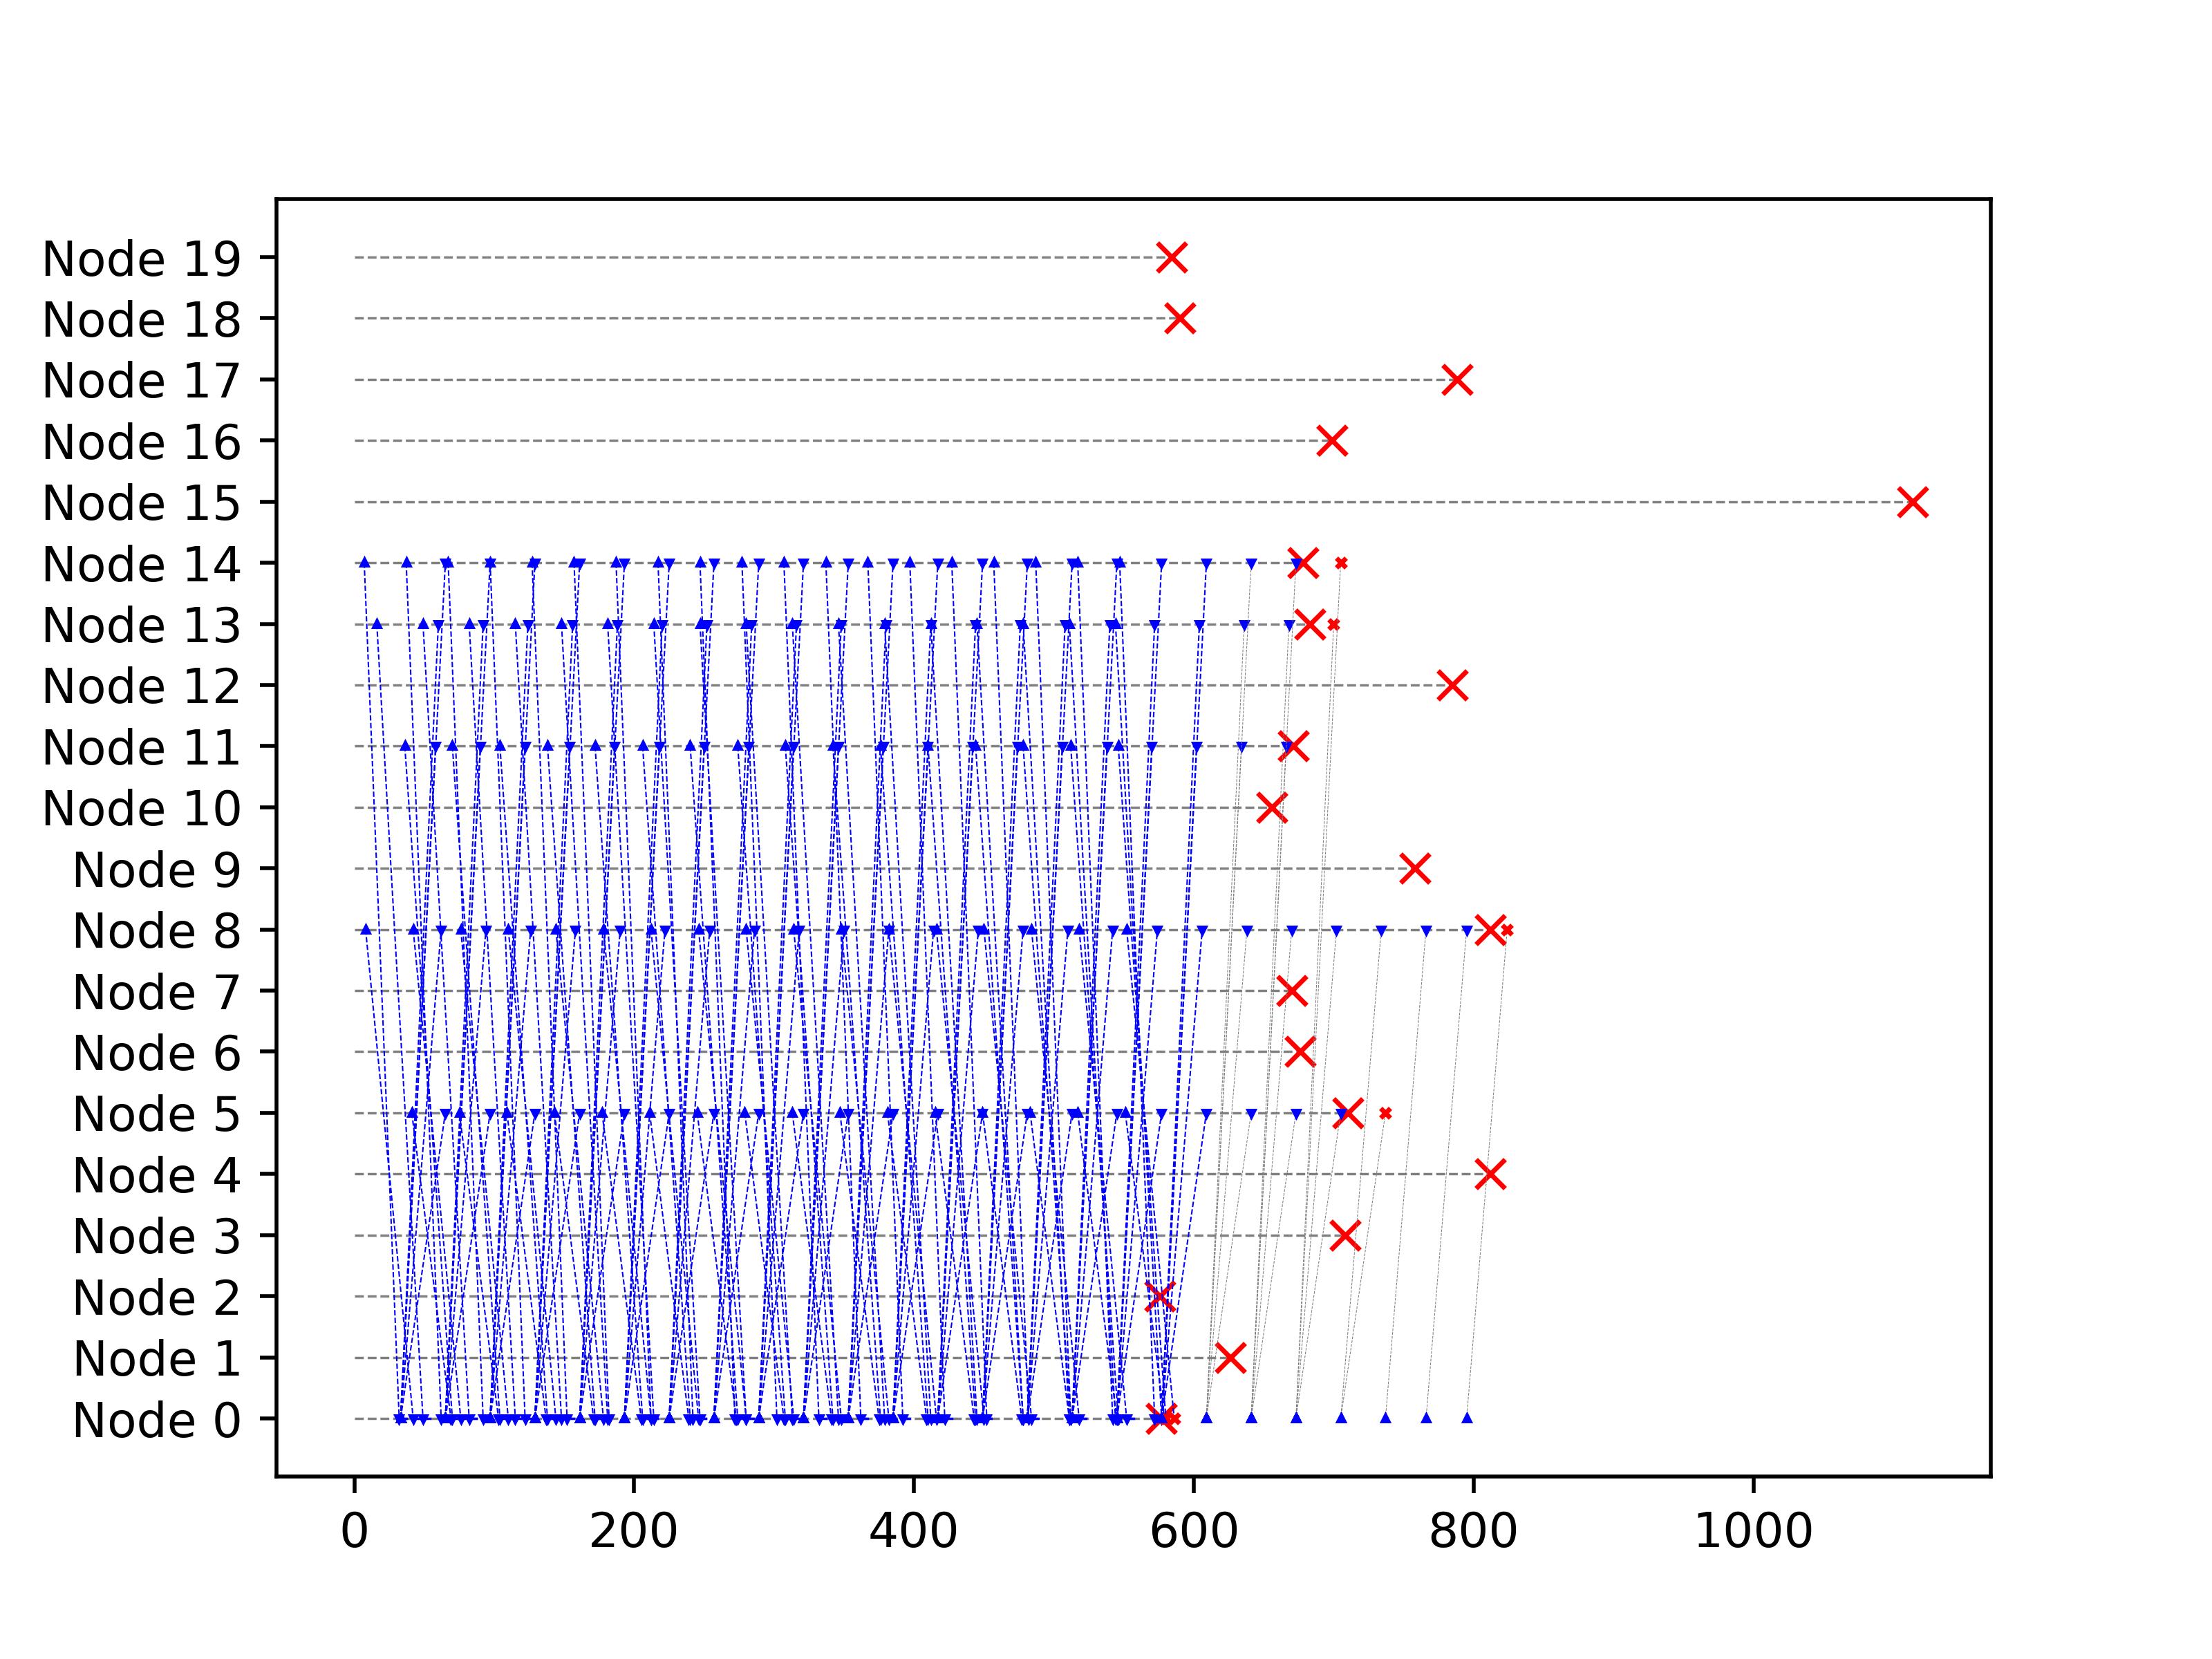 Node 19
Node 18
Node 17
Node 16
Node 15
Node 14
Node 13
Node 12
Node 11
Node 10
Node 9
Node 8
Node 7
Node 6
Node 5
Node 4
Node 3
Node 2
Node 1
Node 0
0 200 400 600 800 1000